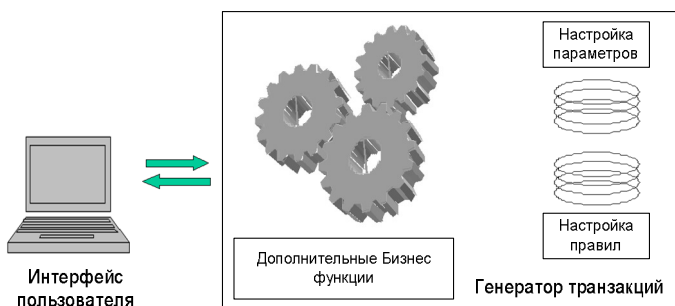 Настройка
параметров
Настройка
правил
Дополнительные Бизнес
функции
Генератор транзакций
Интерфейс
пользователя